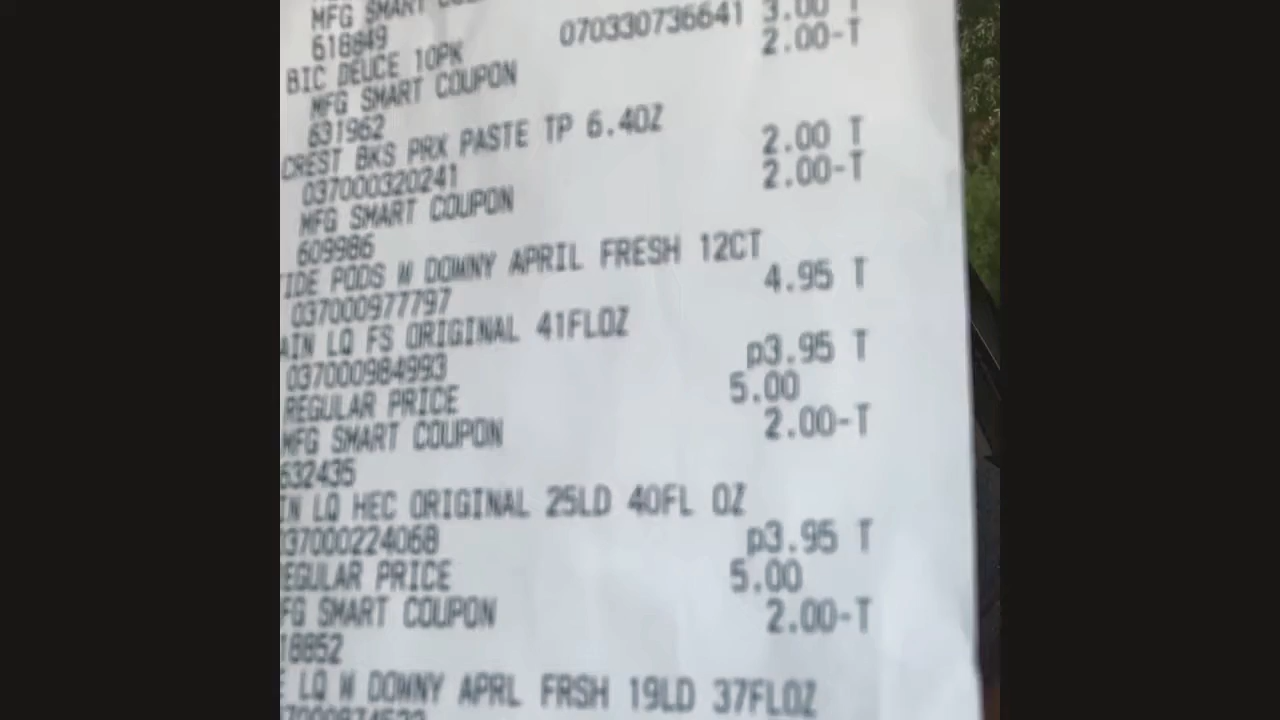 MFG SMART
618849
BIC DEUCE 10PK 070330736641 3.00 T
MFG SMART COUPON 2.00-T
631962
CREST BKS PRX PASTE TP 6.4OZ
037000320241 2.00 T
MFG SMART COUPON 2.00-T
609986
IDE PODS W DOWNY APRIL FRESH 12CT
037000977797 4.95 T
AIN LQ FS ORIGINAL 41FLOZ
037000984993 p3.95 T
REGULAR PRICE 5.00
MFG SMART COUPON 2.00-T
632435
IN LQ HEC ORIGINAL 25LD 40FL OZ
37000224068 p3.95 T
EGULAR PRICE 5.00
FG SMART COUPON 2.00-T
18852
LQ W DOWNY APRL FRSH 19LD 37FLOZ